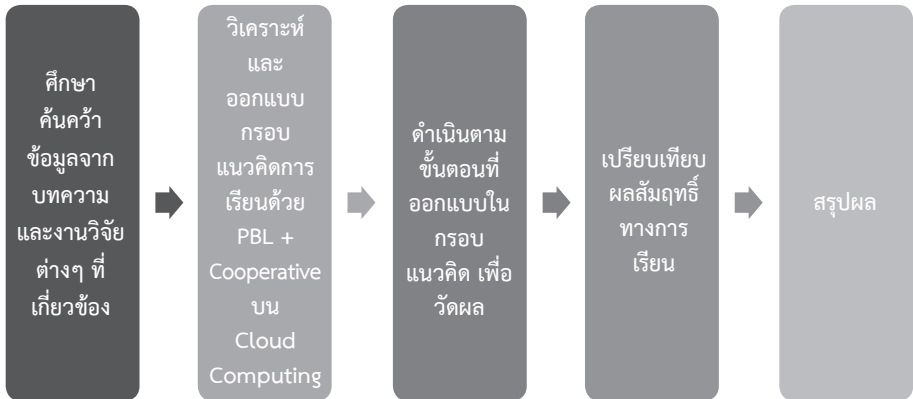 ศึกษา
ค้นคว้า
ข้อมูลจาก
บทความ
และงานวิจัย
ต่างๆ ที่
เกี่ยวข้อง
วิเคราะห์
และ
ออกแบบ
กรอบ
แนวคิดการ
เรียนด้วย
PBL +
Cooperative
บน
Cloud
Computing
ดำเนินตาม
ขั้นตอนที่
ออกแบบใน
กรอบ
แนวคิด เพื่อ
วัดผล
เปรียบเทียบ
ผลสัมฤทธิ์
ทางการ
เรียน
สรุปผล